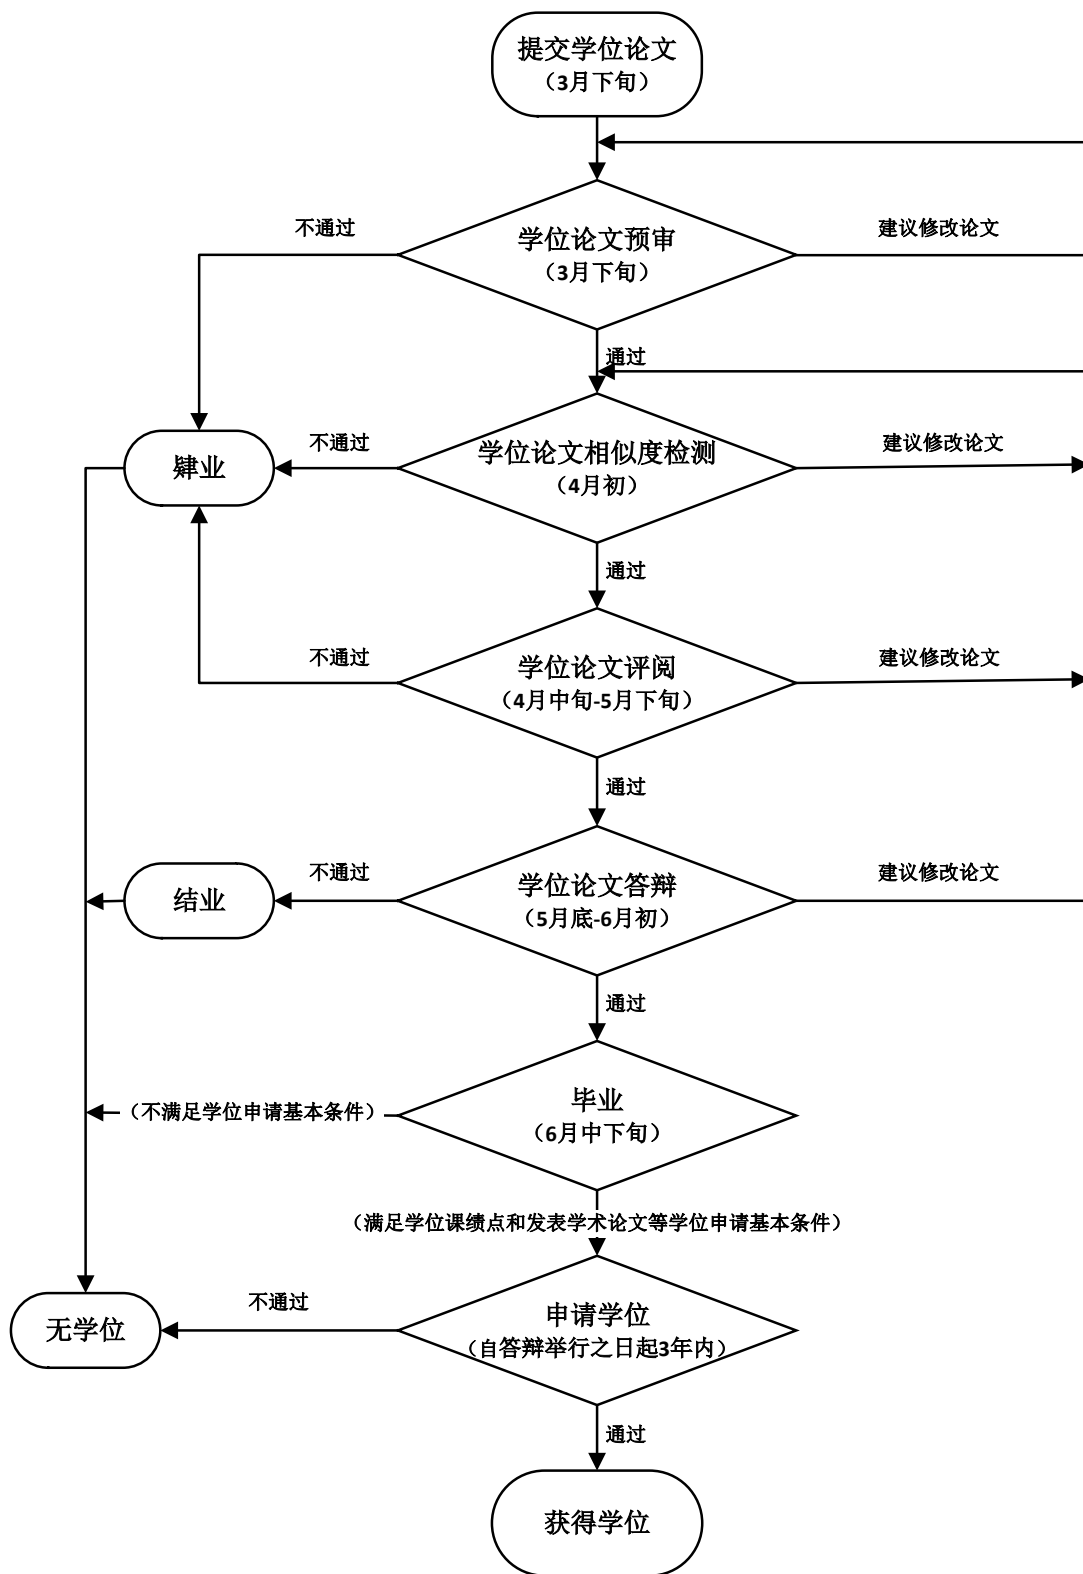 提交学位论文
（3月下旬）
不通过
学位论文预审
（3月下旬）
建议修改论文
通过
肄业
不通过
学位论文相似度检测
（4月初）
建议修改论文
通过
不通过
学位论文评阅
（4月中旬-5月下旬）
建议修改论文
通过
结业
不通过
学位论文答辩
（5月底-6月初）
建议修改论文
通过
（不满足学位申请基本条件）
毕业
（6月中下旬）
（满足学位课绩点和发表学术论文等学位申请基本条件）
无学位
不通过
申请学位
（自答辩举行之日起3年内）
通过
获得学位